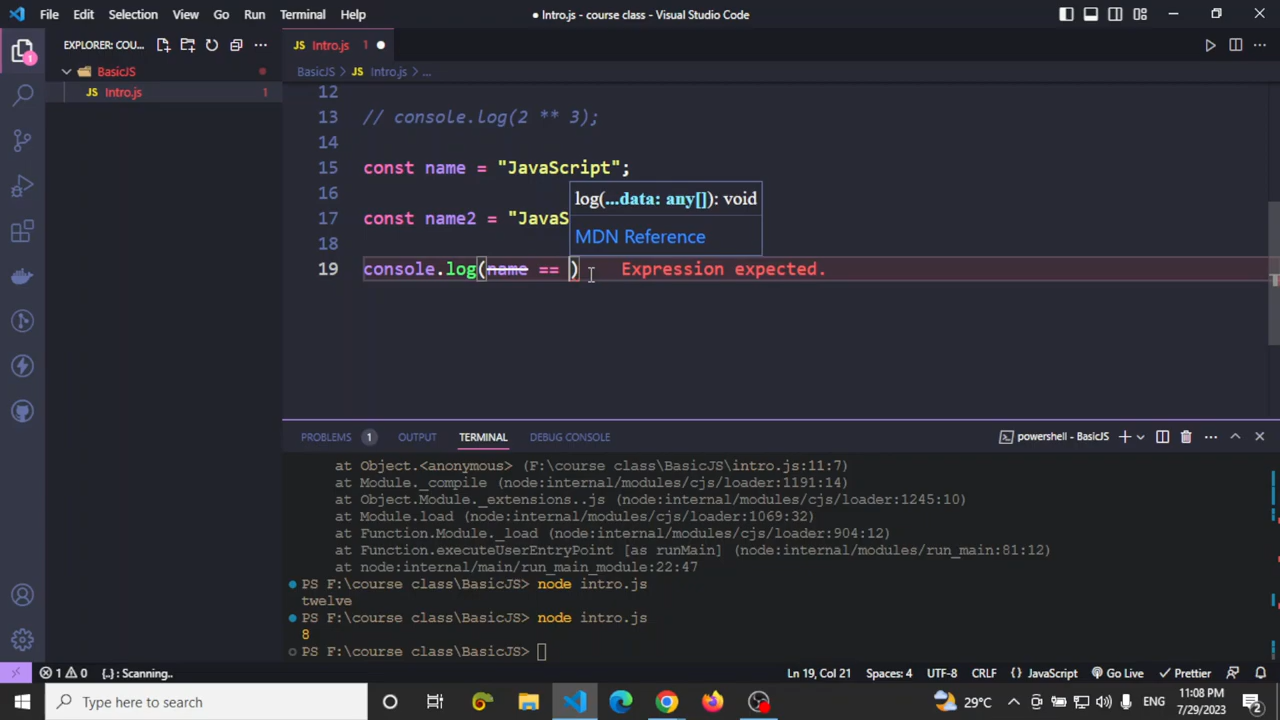 File Edit Selection View Go Run Terminal Help
● Intro.js - course class - Visual Studio Code
EXPLORER: COU...
BasicJS
JS Intro.js 1
JS Intro.js 1 ●
BasicJS > JS Intro.js > ...
12
13 // console.log(2 ** 3);
14
15 const name = "JavaScript";
16
17 const name2 = "JavaS
18
19 console.log(name == ) Expression expected.
log(...data: any[]): void
MDN Reference
PROBLEMS 1 OUTPUT TERMINAL DEBUG CONSOLE
powershell - BasicJS
at Object.<anonymous> (F:\course class\BasicJS\intro.js:11:7)
at Module._compile (node:internal/modules/cjs/loader:1191:14)
at Object.Module._extensions..js (node:internal/modules/cjs/loader:1245:10)
at Module.load (node:internal/modules/cjs/loader:1069:32)
at Function.Module._load (node:internal/modules/cjs/loader:904:12)
at Function.executeUserEntryPoint [as runMain] (node:internal/modules/run_main:81:12)
at node:internal/main/run_main_module:22:47
PS F:\course class\BasicJS> node intro.js
twelve
PS F:\course class\BasicJS> node intro.js
8
PS F:\course class\BasicJS>
1 0 {..} : Scanning.. Ln 19, Col 21 Spaces: 4 UTF-8 CRLF {} JavaScript Go Live Prettier
Type here to search
29°C ENG 11:08 PM 7/29/2023 2